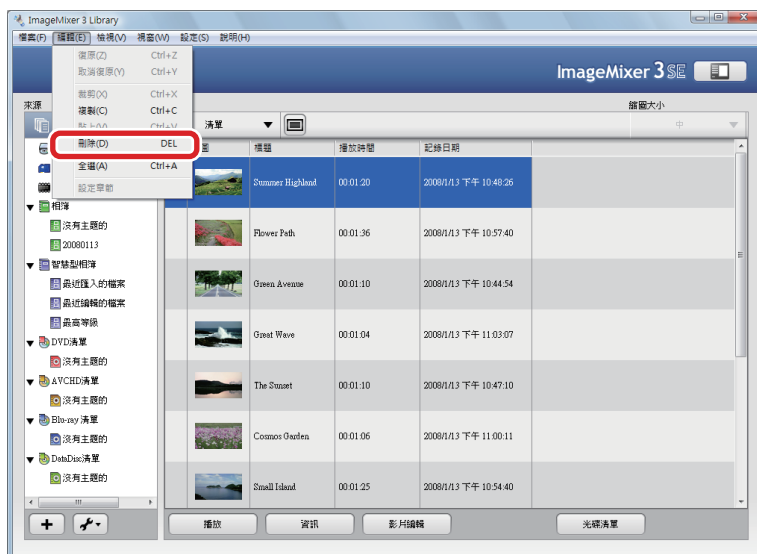 ImageMixer 3 Library
檔案(F) 編輯(E) 檢視(V) 視窗(W) 設定(S) 說明(H)
復原(Z) Ctrl+Z
取消復原(Y) Ctrl+Y
裁剪(X) Ctrl+X
複製(C) Ctrl+C
貼上(V) Ctrl+V
刪除(D) DEL
全選(A) Ctrl+A
設定章節
ImageMixer 3 SE
來源
縮圖大小
清單
中
圖 標題 播放時間 記錄日期
Summer Highland 00:01:20 2008/1/13 下午 10:48:26
Flower Path 00:01:36 2008/1/13 下午 10:57:40
Green Avenue 00:01:10 2008/1/13 下午 10:44:54
Great Wave 00:01:04 2008/1/13 下午 11:03:07
The Sunset 00:01:10 2008/1/13 下午 10:47:10
Cosmos Garden 00:01:06 2008/1/13 下午 11:00:11
Small Island 00:01:25 2008/1/13 下午 10:54:40
相簿
沒有主題的
20080113
智慧型相簿
最近匯入的檔案
最近編輯的檔案
最高等級
DVD清單
沒有主題的
AVCHD清單
沒有主題的
Blu-ray 清單
沒有主題的
DataDisc清單
沒有主題的
播放 資訊 影片編輯 光碟清單